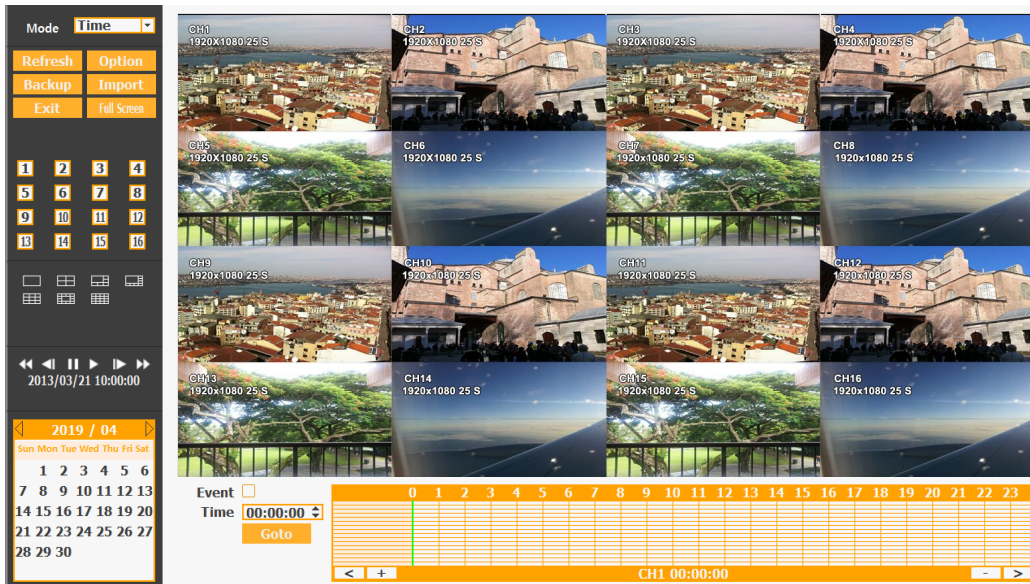 Mode Time
Refresh Option
Backup Import
Exit Full Screen
1 2 3 4
5 6 7 8
9 10 11 12
13 14 15 16
2013/03/21 10:00:00
2019 / 04
Sun Mon Tue Wed Thu Fri Sat
1 2 3 4 5 6
7 8 9 10 11 12 13
14 15 16 17 18 19 20
21 22 23 24 25 26 27
28 29 30
CH1
1920X1080 25 S
CH2
1920X1080 25 S
CH3
1920X1080 25 S
CH4
1920X1080 25 S
CH5
1920X1080 25 S
CH6
1920X1080 25 S
CH7
1920x1080 25 S
CH8
1920x1080 25 S
CH9
1920x1080 25 S
CH10
1920x1080 25 S
CH11
1920x1080 25 S
CH12
1920x1080 25 S
CH13
1920x1080 25 S
CH14
1920x1080 25 S
CH15
1920x1080 25 S
CH16
1920x1080 25 S
Event
Time 00:00:00
Goto
0 1 2 3 4 5 6 7 8 9 10 11 12 13 14 15 16 17 18 19 20 21 22 23
< + CH1 00:00:00 - >